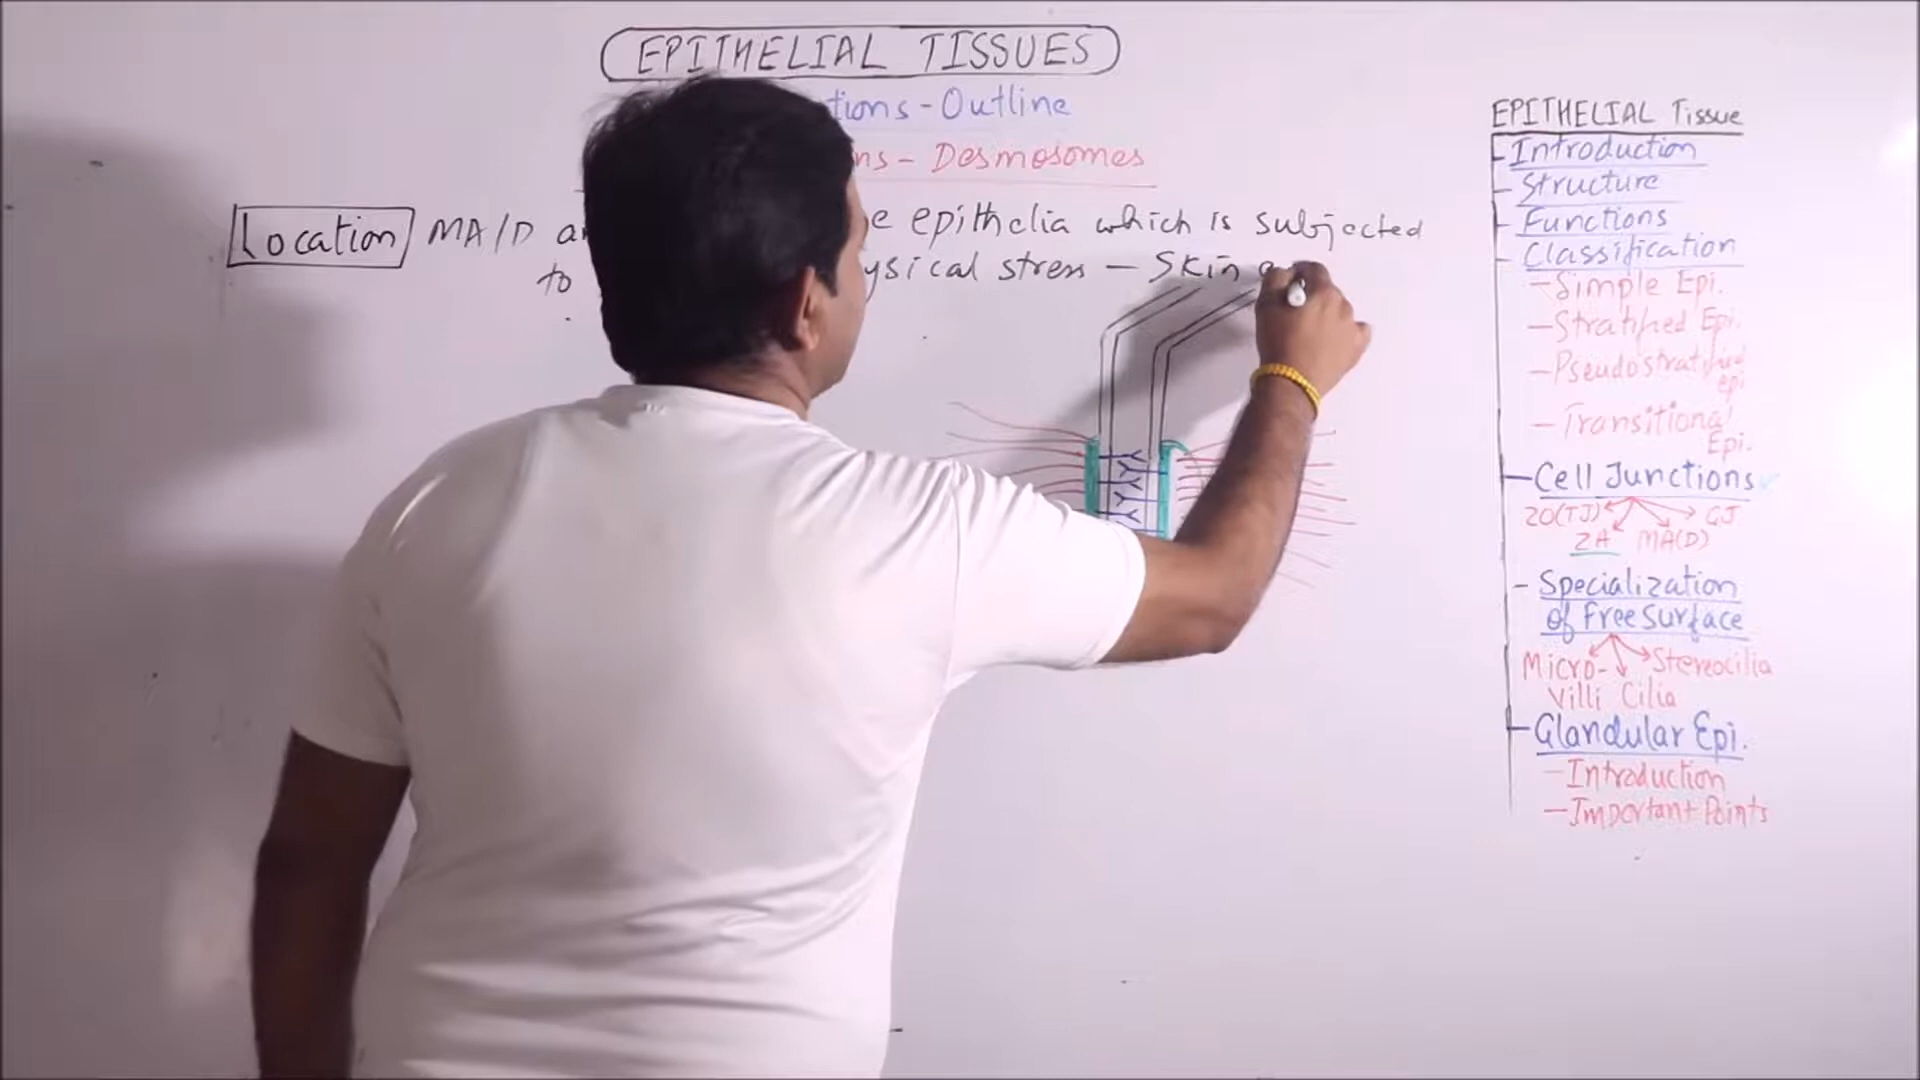 EPITHELIAL TISSUES
tions - Outline
ns - Desmosomes
Location MA/D a e epithelia which is subjected
to ysical stress - Skin a
EPITHELIAL Tissue
- Introduction
- Structure
- Functions
- Classification
- Simple Epi.
- Stratified Epi.
- Pseudostratified
epi
- Transitional
Epi.
- Cell Junctions
ZO(TJ) GJ
ZA MA(D)
- Specialization
of Free Surface
Micro- Stereocilia
Villi Cilia
- Glandular Epi.
- Introduction
- Important Points